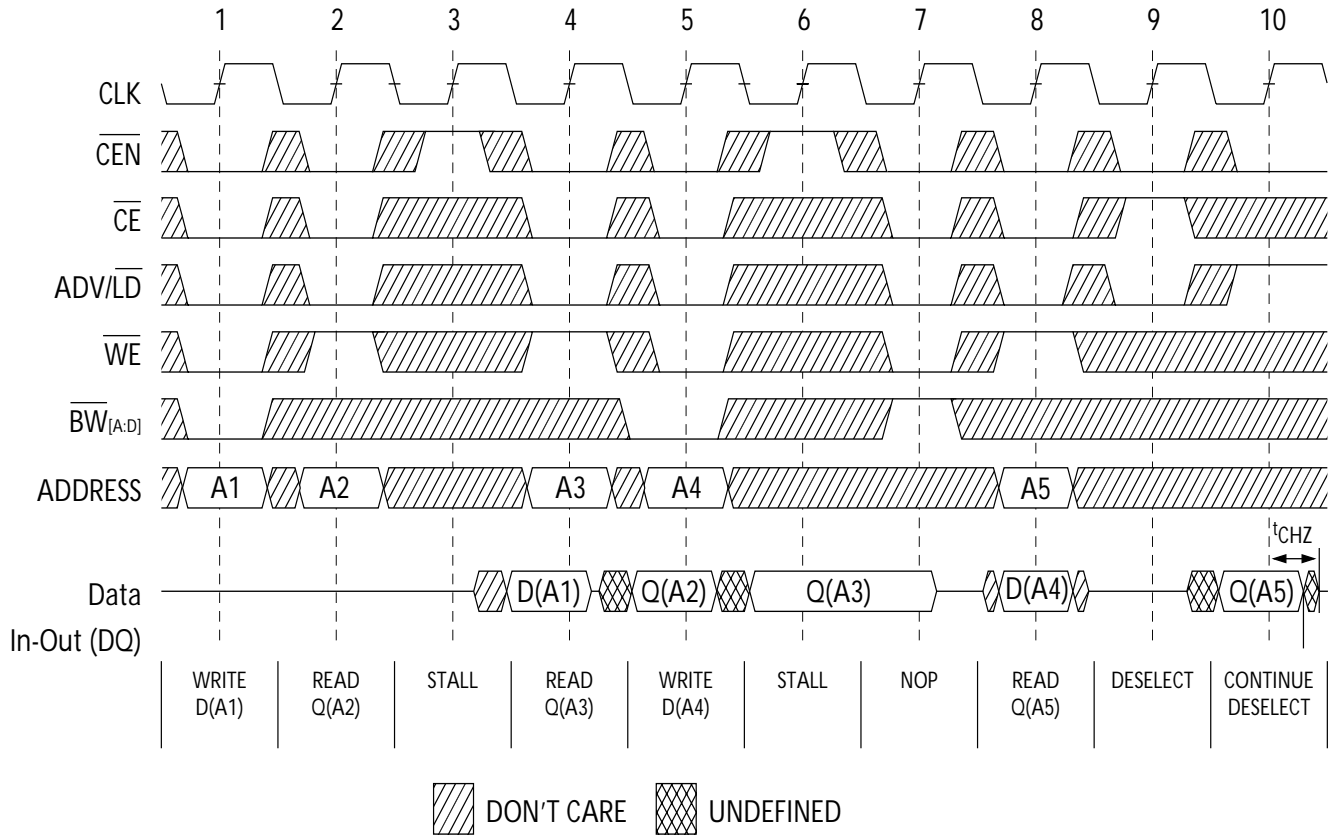 1 2 3 4 5 6 7 8 9 10
CLK
CEN
CE
ADV/LD
WE
BW[A:D]
ADDRESS A1 A2 A3 A4 A5
tCHZ
Data D(A1) Q(A2) Q(A3) D(A4) Q(A5)
In-Out (DQ)
WRITE READ STALL READ WRITE STALL NOP READ DESELECT CONTINUE
D(A1) Q(A2) Q(A3) D(A4) Q(A5) DESELECT
DON'T CARE UNDEFINED